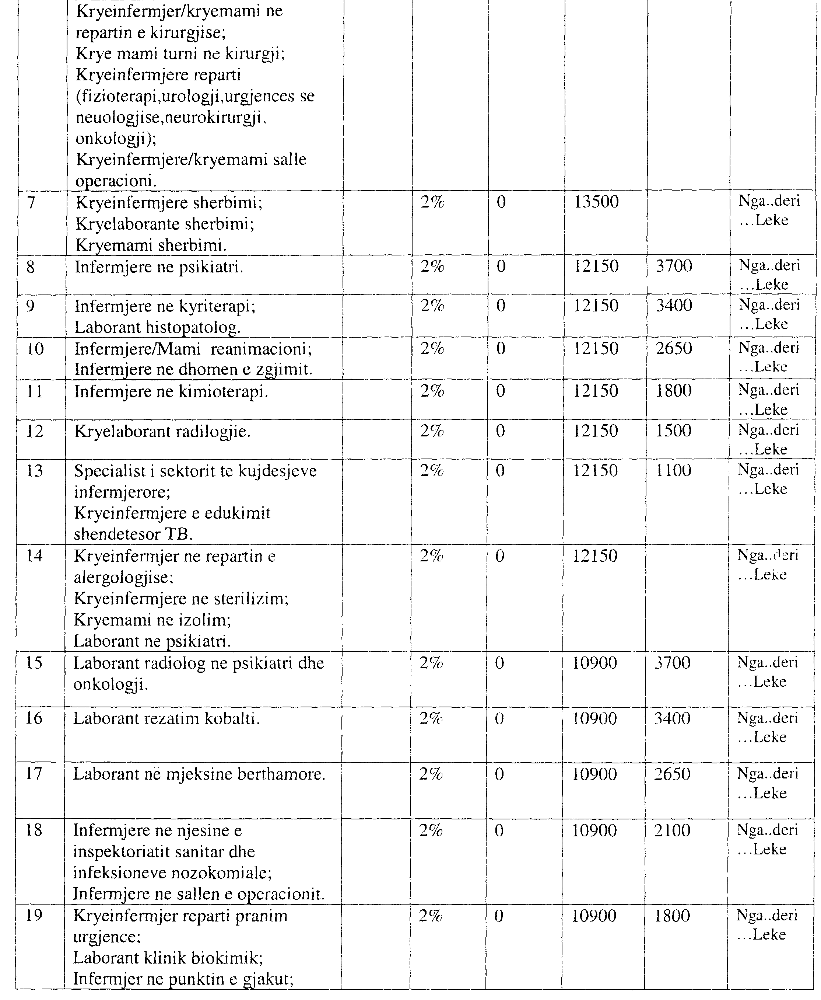 Kryeinfermjer/kryemami ne
repartin e kirurgjise;
Krye mami turni ne kirurgji;
Kryeinfermjere reparti
(fizioterapi,urologji,urgjences se
neuologjise,neurokirurgji,
onkologji);
Kryeinfermjere/kryemami salle
operacioni.
7 Kryeinfermjere sherbimi; 2% 0 13500 Nga..deri
Kryelaborante sherbimi; ...Leke
Kryemami sherbimi.
8 Infermjere ne psikiatri. 2% 0 12150 3700 Nga..deri
...Leke
9 Infermjere ne kyriterapi; 2% 0 12150 3400 Nga..deri
Laborant histopatolog. ...Leke
10 Infermjere/Mami reanimacioni; 2% 0 12150 2650 Nga..deri
Infermjere ne dhomen e zgjimit. ...Leke
11 Infermjere ne kimioterapi. 2% 0 12150 1800 Nga..deri
...Leke
12 Kryelaborant radilogjie. 2% 0 12150 1500 Nga..deri
...Leke
13 Specialist i sektorit te kujdesjeve 2% 0 12150 1100 Nga..deri
infermjerore; ...Leke
Kryeinfermjere e edukimit
shendetesor TB.
14 Kryeinfermjer ne repartin e 2% 0 12150 Nga..deri
alergologjise; ...Leke
Kryeinfermjere ne sterilizim;
Kryemami ne izolim;
Laborant ne psikiatri.
15 Laborant radiolog ne psikiatri dhe 2% 0 10900 3700 Nga..deri
onkologji. ...Leke
16 Laborant rezatim kobalti. 2% 0 10900 3400 Nga..deri
...Leke
17 Laborant ne mjeksine berthamore. 2% 0 10900 2650 Nga..deri
...Leke
18 Infermjere ne njesine e 2% 0 10900 2100 Nga..deri
inspektoriatit sanitar dhe ...Leke
infeksioneve nozokomiale;
Infermjere ne sallen e operacionit.
19 Kryeinfermjer reparti pranim 2% 0 10900 1800 Nga..deri
urgjence; ...Leke
Laborant klinik biokimik;
Infermjer ne punktin e gjakut;